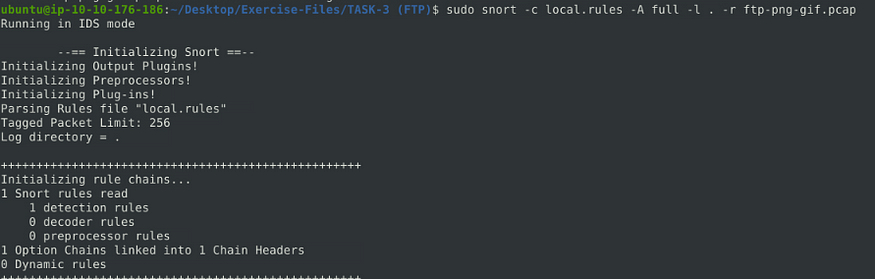 ubuntu@ip-10-10-176-186:~/Desktop/Exercise-Files/TASK-3 (FTP)$ sudo snort -c local.rules -A full -l . -r ftp-png-gif.pcap
Running in IDS mode
--== Initializing Snort ==--
Initializing Output Plugins!
Initializing Preprocessors!
Initializing Plug-ins!
Parsing Rules file "local.rules"
Tagged Packet Limit: 256
Log directory = .
+++++++++++++++++++++++++++++++++++++++++++++++++++
Initializing rule chains...
1 Snort rules read
1 detection rules
0 decoder rules
0 preprocessor rules
1 Option Chains linked into 1 Chain Headers
0 Dynamic rules
+++++++++++++++++++++++++++++++++++++++++++++++++++